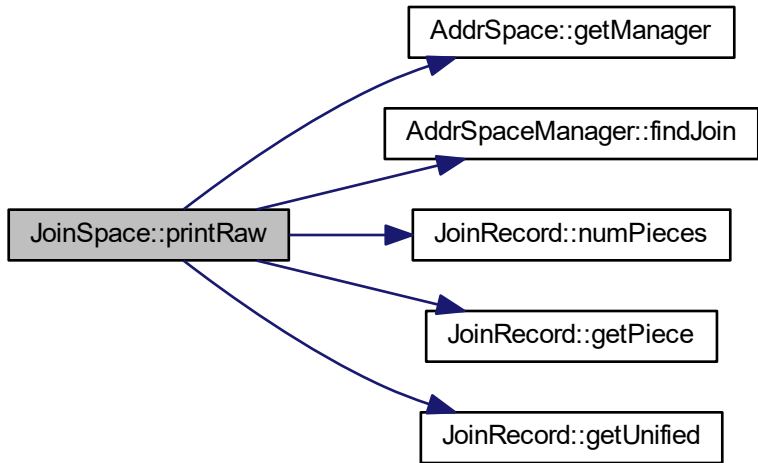 AddrSpace::getManager
AddrSpaceManager::findJoin
JoinSpace::printRaw
JoinRecord::numPieces
JoinRecord::getPiece
JoinRecord::getUnified